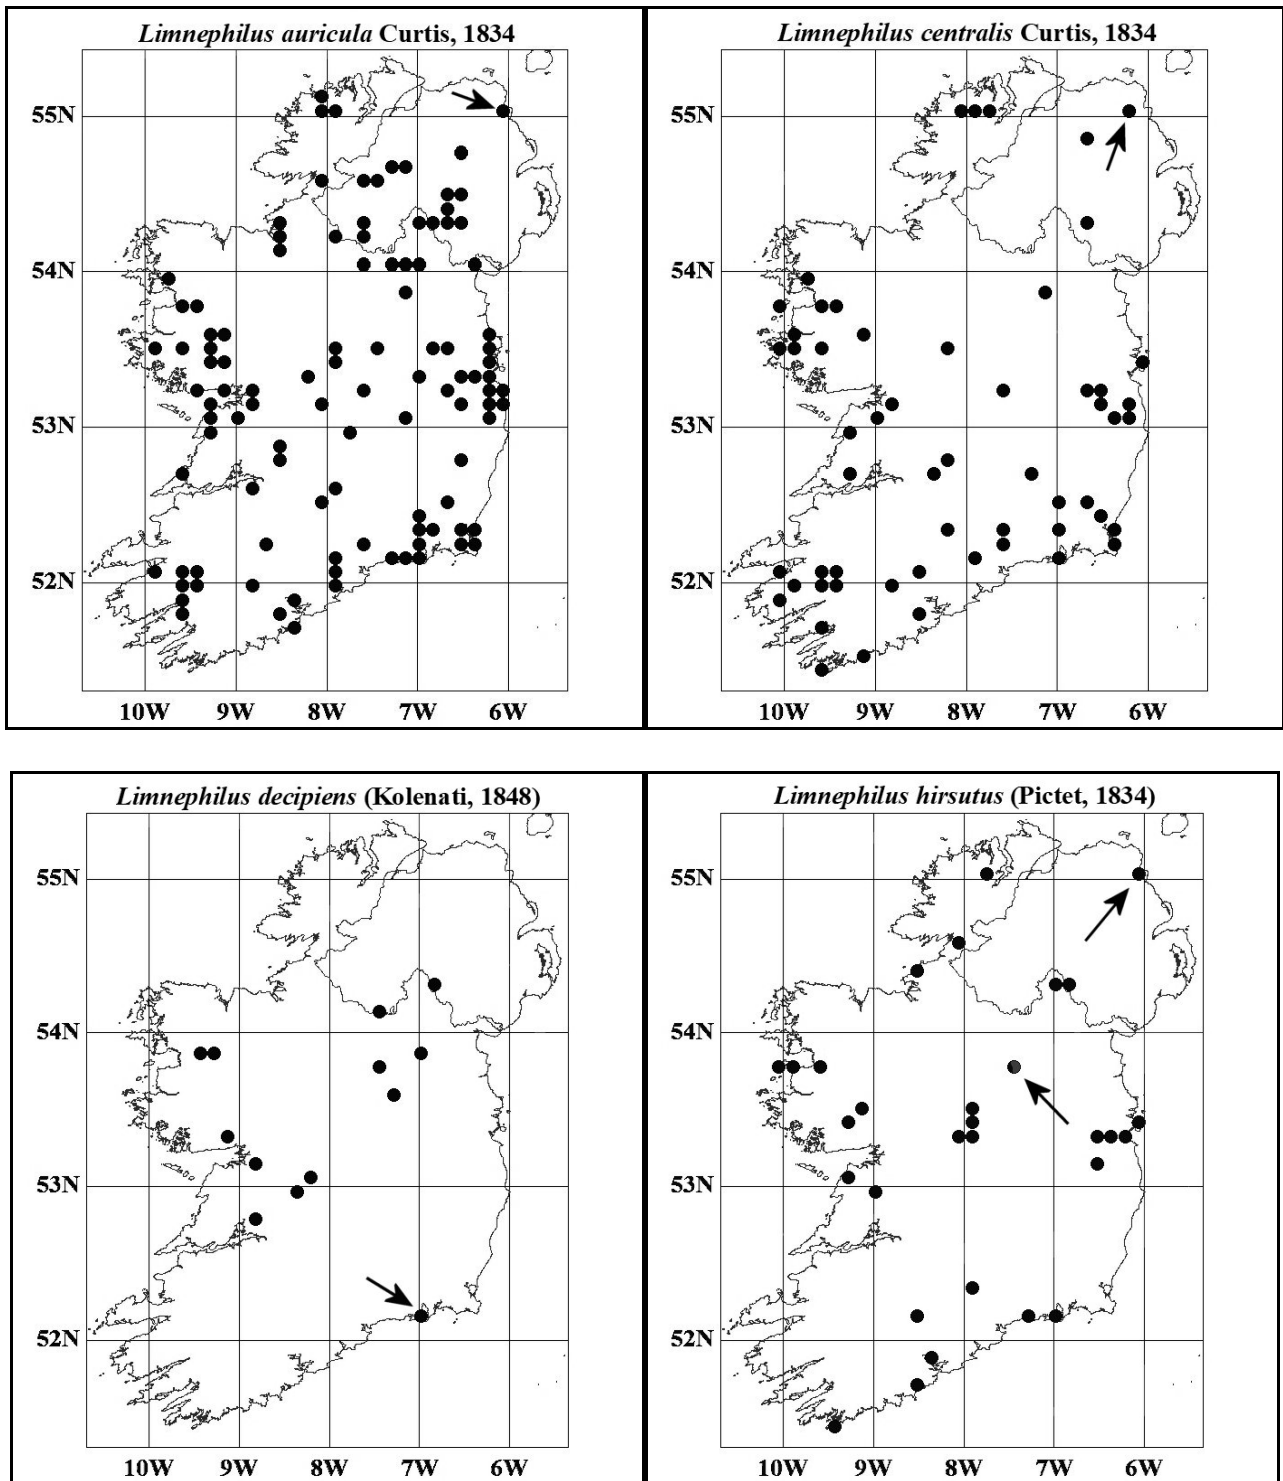 Limnephilus auricula Curtis, 1834
55N
54N
53N
52N
10W 9W 8W 7W 6W
Limnephilus centralis Curtis, 1834
55N
54N
53N
52N
10W 9W 8W 7W 6W
Limnephilus decipiens (Kolenati, 1848)
55N
54N
53N
52N
10W 9W 8W 7W 6W
Limnephilus hirsutus (Pictet, 1834)
55N
54N
53N
52N
10W 9W 8W 7W 6W